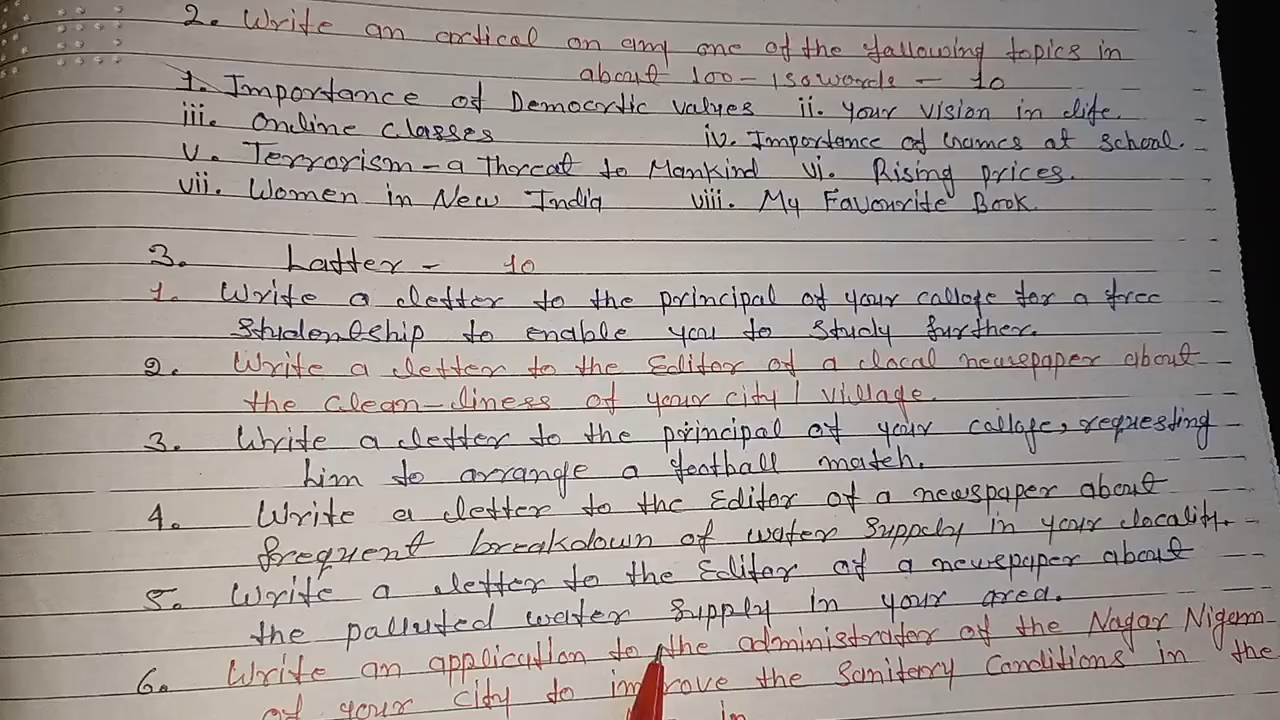 2. Write an artical on any one of the fallowing topics in
about 100-150 words - 10
1. Importance of Democrtic values ii. your vision in life.
iii. Online classes iv. Importance of Games at school.
v. Terrorism - a Threat to Mankind vi. Rising prices.
vii. Women in New India viii. My Favourite Book.
3. Latter - 10
1. Write a letter to the principal of your callage for a free
studentship to enable you to study further.
2. Write a letter to the Editor of a local newspaper about
the clean-liness of your city / village.
3. Write a letter to the principal of your callage, requesting
him to arrange a football match.
4. Write a letter to the Editor of a newspaper about
frequent breakdown of water supply in your locality.
5. Write a letter to the Editor of a newspaper about
the palluted water supply in your area.
6. Write an application to the administrater of the Nagar Nigam
of your city to improve the Saniterry Conditions in the
in